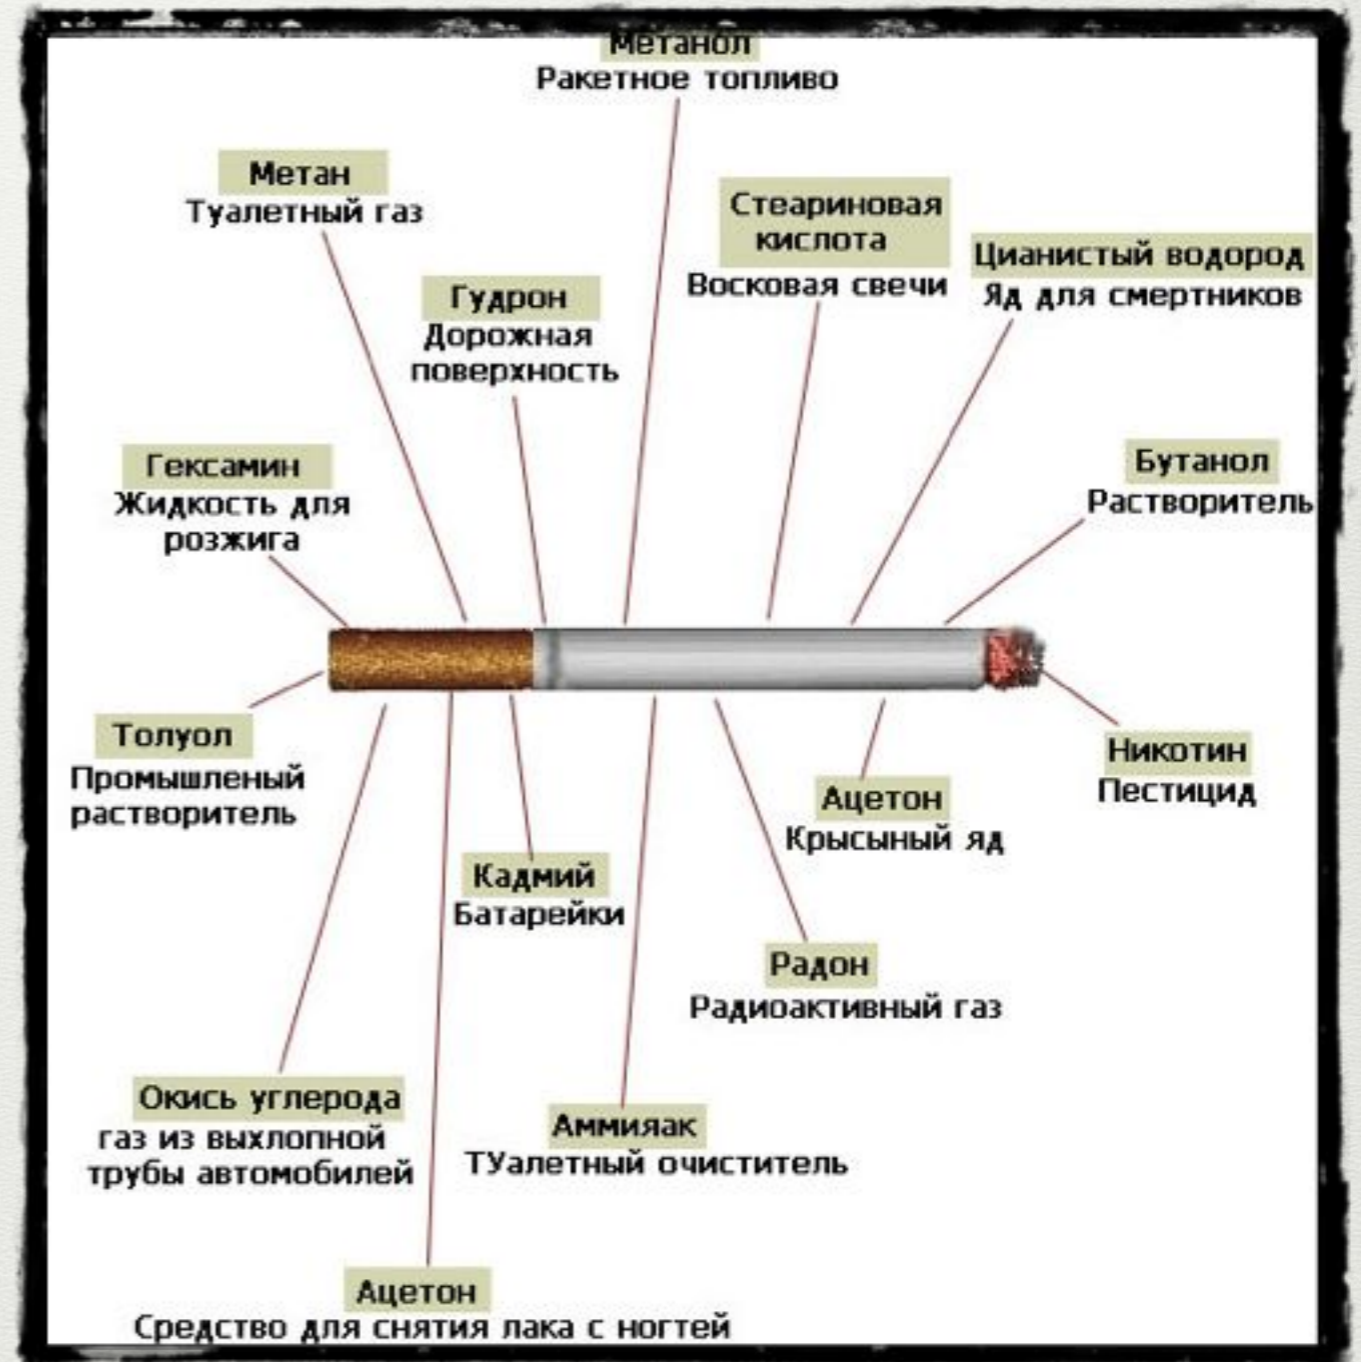 Метанол
Ракетное топливо
Метан
Туалетный газ
Стеариновая
кислота
Восковая свечи
Цианистый водород
Яд для смертников
Гудрон
Дорожная
поверхность
Гексамин
Жидкость для
розжига
Бутанол
Растворитель
Толуол
Промышленый
растворитель
Никотин
Пестицид
Ацетон
Крысыный яд
Кадмий
Батарейки
Радон
Радиоактивный газ
Окись углерода
газ из выхлопной
трубы автомобилей
Аммияак
ТУалетный очиститель
Ацетон
Средство для снятия лака с ногтей